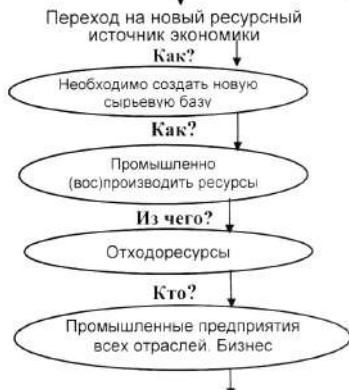 Переход на новый ресурсный
источник экономики
Как?
Необходимо создать новую
сырьевую базу
Как?
Промышленно
(вос)производить ресурсы
Из чего?
Отходоресурсы
Кто?
Промышленные предприятия
всех отраслей. Бизнес